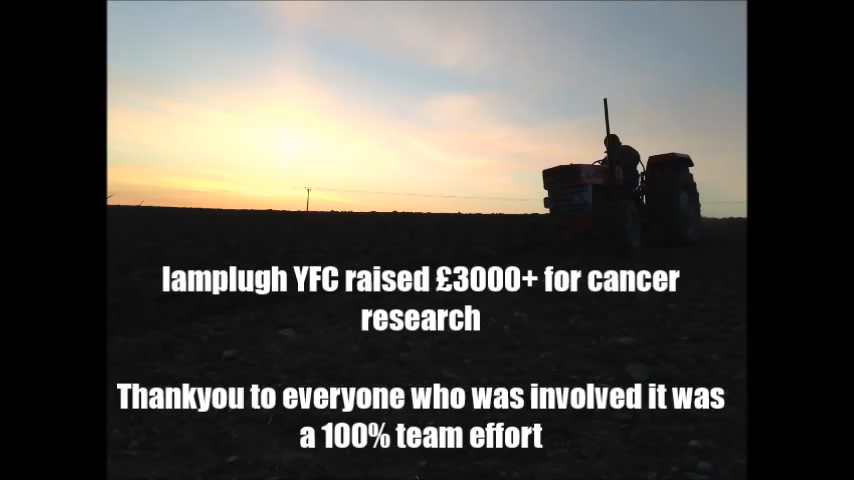 lamplugh YFC raised £3000+ for cancer
research
Thankyou to everyone who was involved it was
a 100% team effort